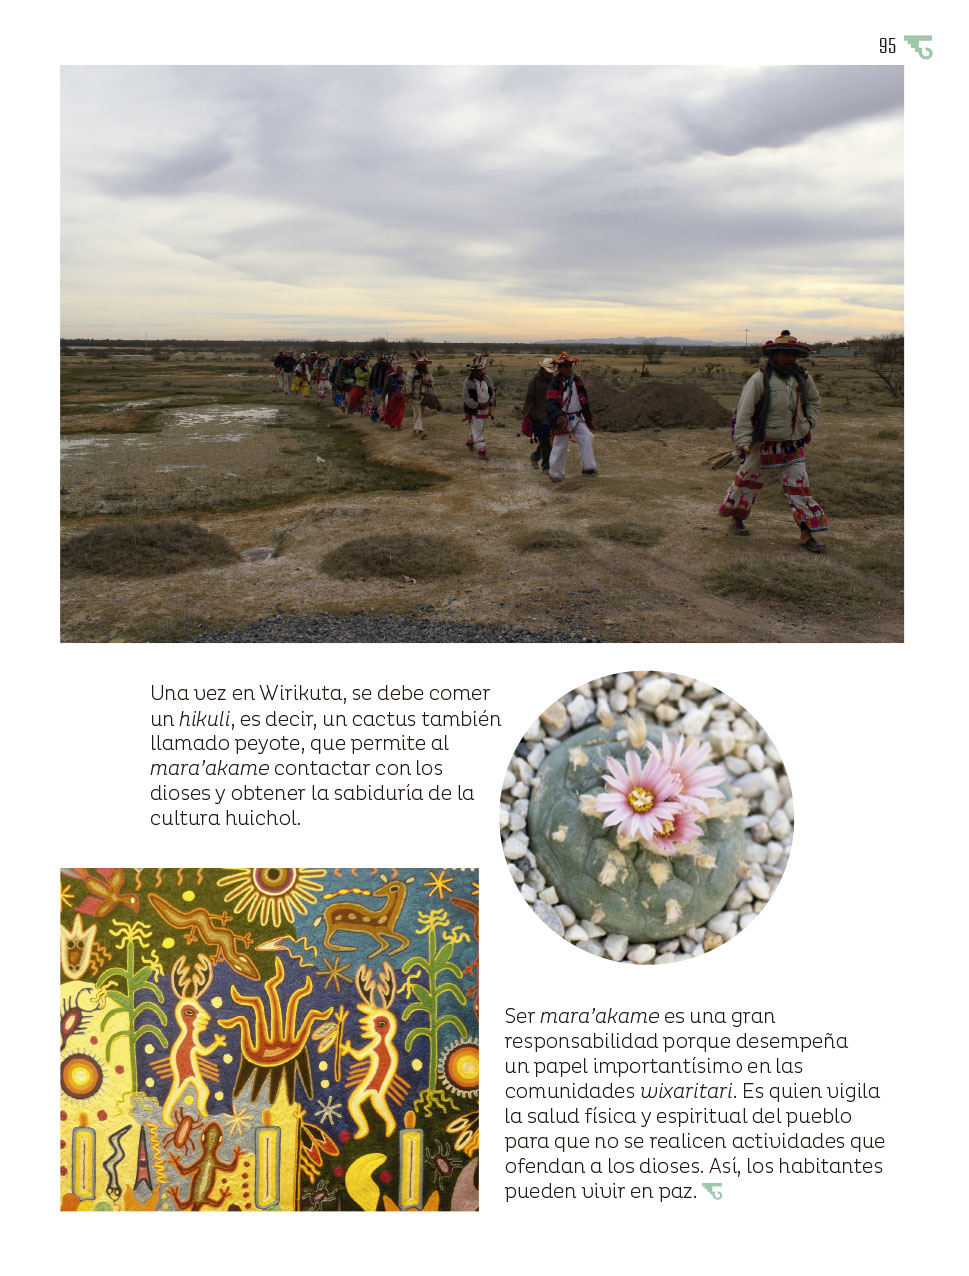 95
Una vez en Wirikuta, se debe comer
un hikuli, es decir, un cactus también
llamado peyote, que permite al
mara’akame contactar con los
dioses y obtener la sabiduría de la
cultura huichol.
Ser mara’akame es una gran
responsabilidad porque desempeña
un papel importantísimo en las
comunidades wixaritari. Es quien vigila
la salud física y espiritual del pueblo
para que no se realicen actividades que
ofendan a los dioses. Así, los habitantes
pueden vivir en paz.